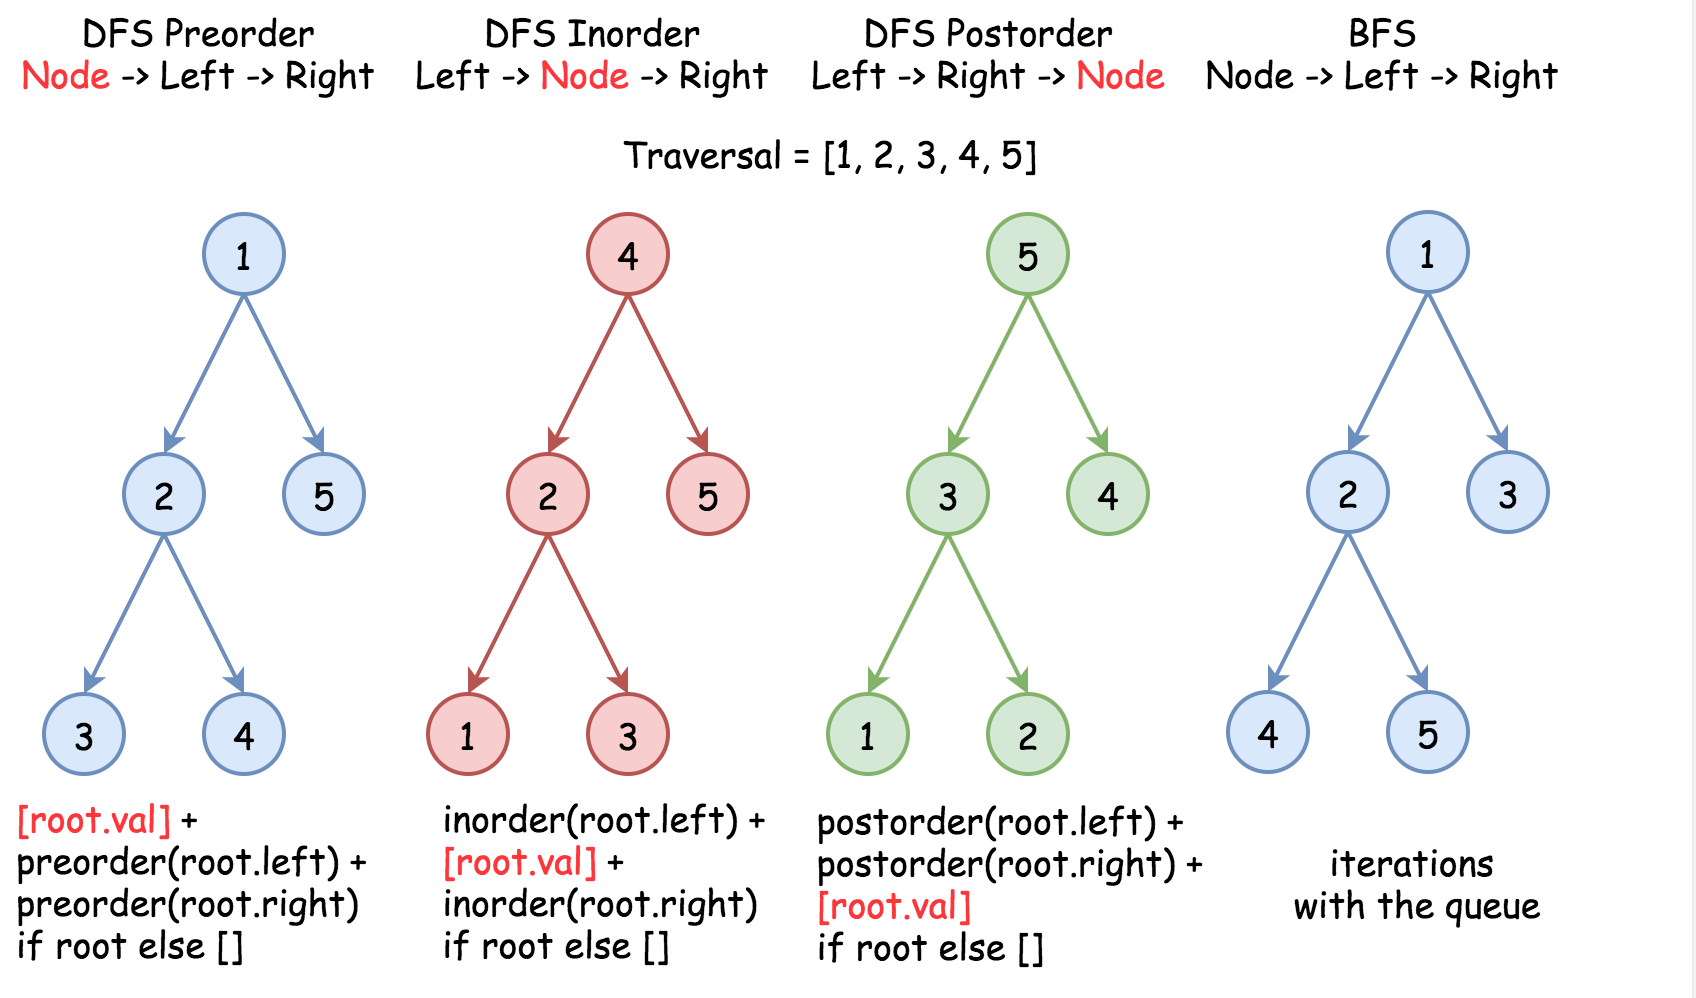 DFS Preorder
Node -> Left -> Right
DFS Inorder
Left -> Node -> Right
DFS Postorder
Left -> Right -> Node
BFS
Node -> Left -> Right
Traversal = [1, 2, 3, 4, 5]
1
2
5
3
4
[root.val] +
preorder(root.left) +
preorder(root.right)
if root else []
4
2
5
1
3
inorder(root.left) +
[root.val] +
inorder(root.right)
if root else []
5
3
4
1
2
postorder(root.left) +
postorder(root.right) +
[root.val]
if root else []
1
2
3
4
5
iterations
with the queue